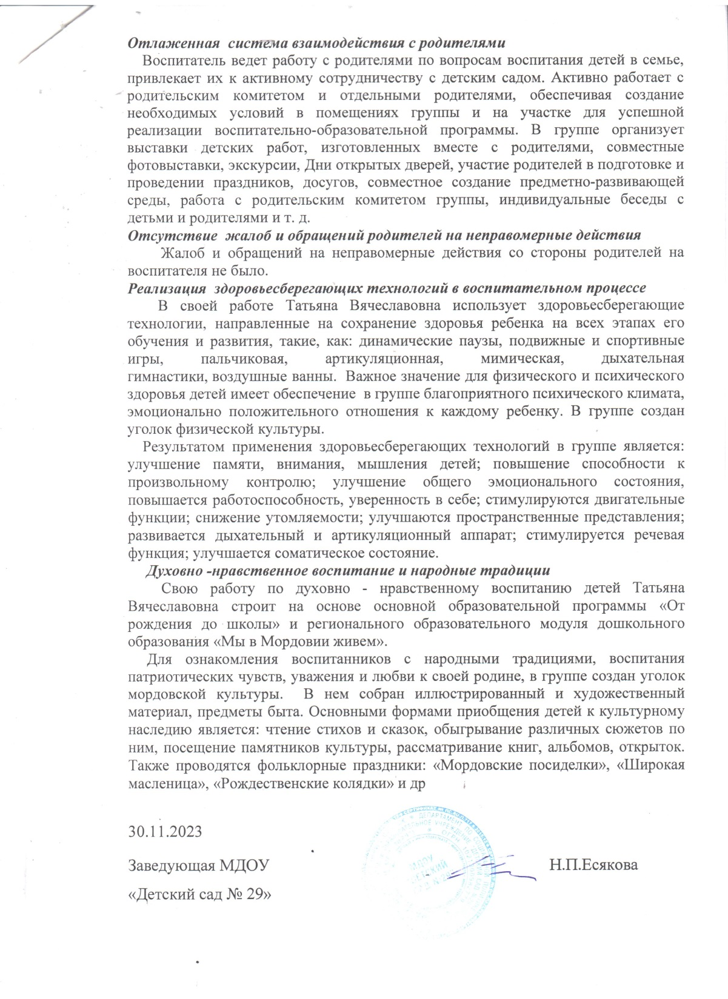 Отлаженная система взаимодействия с родителями
Воспитатель ведет работу с родителями по вопросам воспитания детей в семье,
привлекает их к активному сотрудничеству с детским садом. Активно работает с
родительским комитетом и отдельными родителями, обеспечивая создание
необходимых условий в помещениях группы и на участке для успешной
реализации воспитательно-образовательной программы. В группе организует
выставки детских работ, изготовленных вместе с родителями, совместные
фотовыставки, экскурсии, Дни открытых дверей, участие родителей в подготовке и
проведении праздников, досугов, совместное создание предметно-развивающей
среды, работа с родительским комитетом группы, индивидуальные беседы с
детьми и родителями и т. д.
Отсутствие жалоб и обращений родителей на неправомерные действия
Жалоб и обращений на неправомерные действия со стороны родителей на
воспитателя не было.
Реализация здоровьесберегающих технологий в воспитательном процессе
В своей работе Татьяна Вячеславовна использует здоровьесберегающие
технологии, направленные на сохранение здоровья ребенка на всех этапах его
обучения и развития, такие, как: динамические паузы, подвижные и спортивные
игры, пальчиковая, артикуляционная, мимическая, дыхательная
гимнастики, воздушные ванны. Важное значение для физического и психического
здоровья детей имеет обеспечение в группе благоприятного психического климата,
эмоционально положительного отношения к каждому ребенку. В группе создан
уголок физической культуры.
Результатом применения здоровьесберегающих технологий в группе является:
улучшение памяти, внимания, мышления детей; повышение способности к
произвольному контролю; улучшение общего эмоционального состояния,
повышается работоспособность, уверенность в себе; стимулируются двигательные
функции; снижение утомляемости; улучшаются пространственные представления;
развивается дыхательный и артикуляционный аппарат; стимулируется речевая
функция; улучшается соматическое состояние.
Духовно -нравственное воспитание и народные традиции
Свою работу по духовно - нравственному воспитанию детей Татьяна
Вячеславовна строит на основе основной образовательной программы «От
рождения до школы» и регионального образовательного модуля дошкольного
образования «Мы в Мордовии живем».
Для ознакомления воспитанников с народными традициями, воспитания
патриотических чувств, уважения и любви к своей родине, в группе создан уголок
мордовской культуры. В нем собран иллюстрированный и художественный
материал, предметы быта. Основными формами приобщения детей к культурному
наследию является: чтение стихов и сказок, обыгрывание различных сюжетов по
ним, посещение памятников культуры, рассматривание книг, альбомов, открыток.
Также проводятся фольклорные праздники: «Мордовские посиделки», «Широкая
масленица», «Рождественские колядки» и др
30.11.2023
Заведующая МДОУ Н.П.Есякова
«Детский сад № 29»
ДЕПАРТАМЕНТ ПО СОЦИАЛЬНОЙ
УЧРЕЖДЕНИЕ
ОГРН
МДОУ